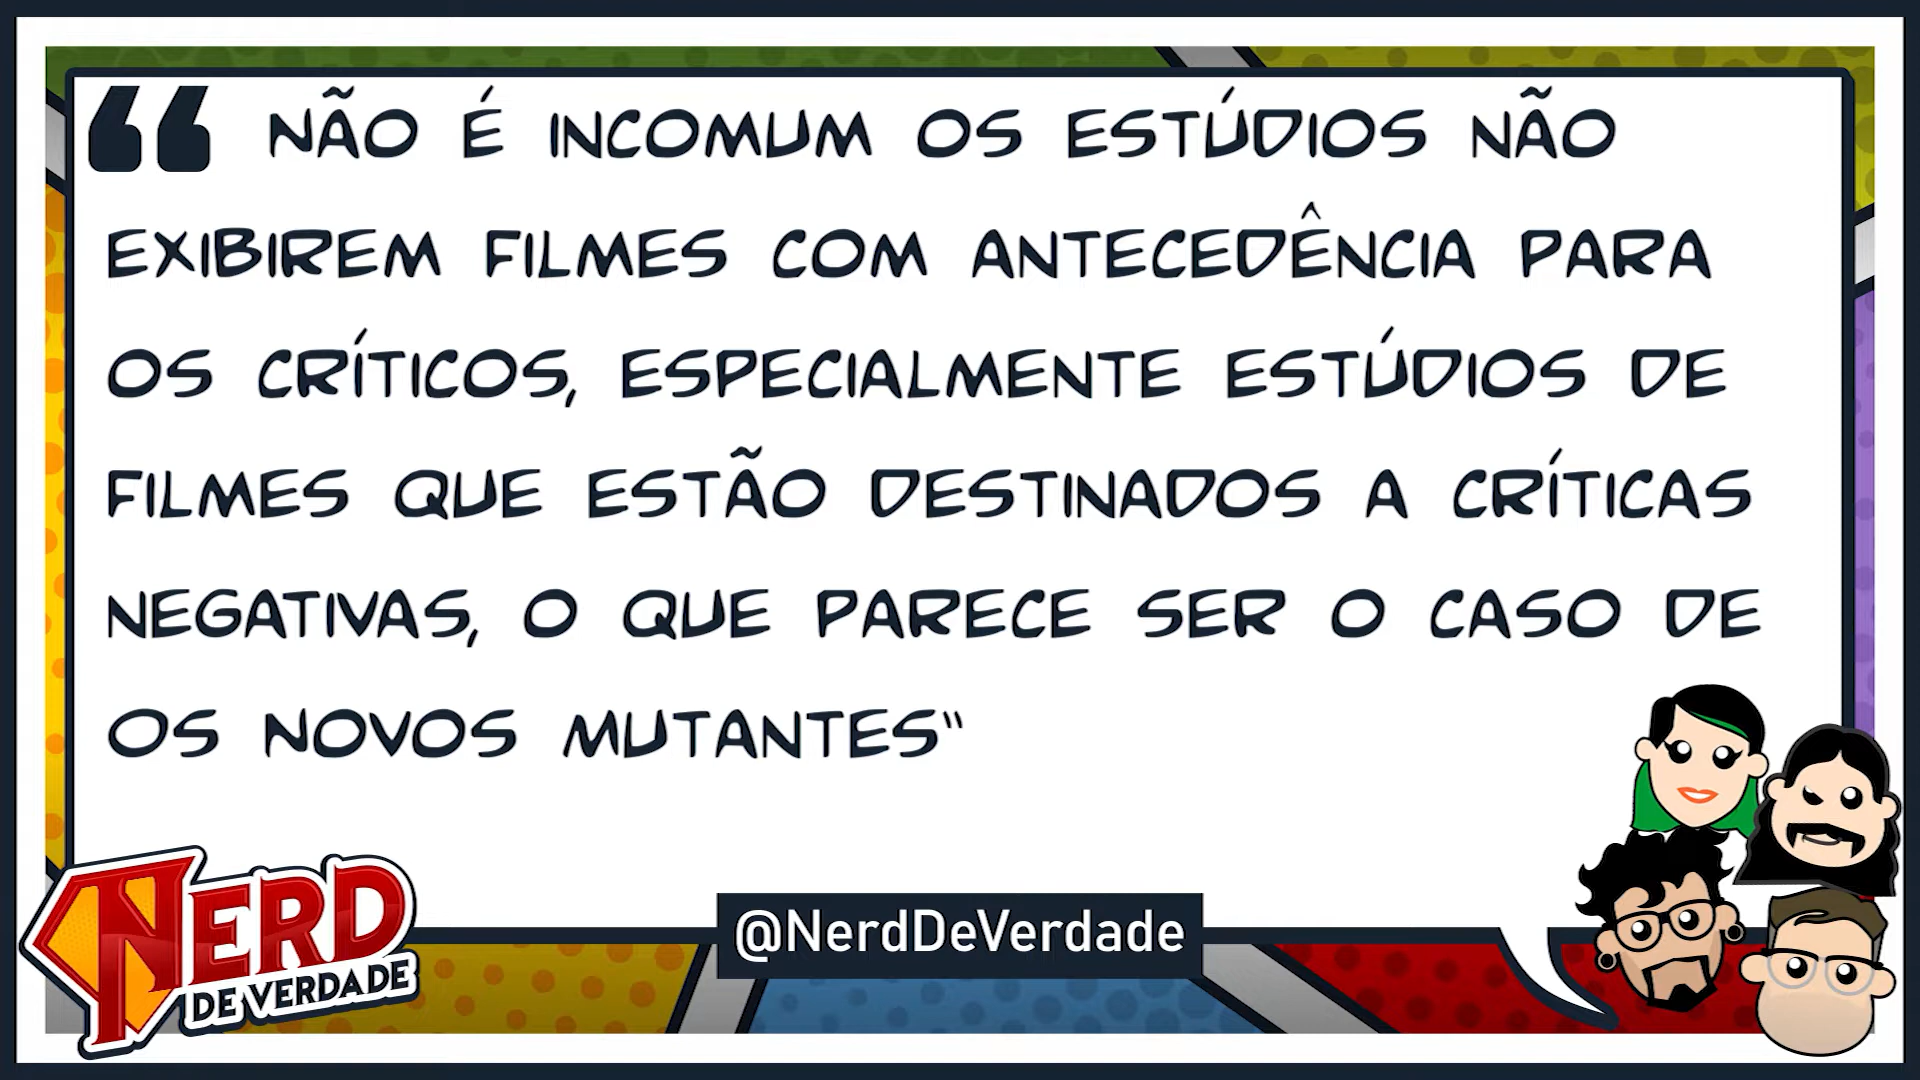 “ NÃO É INCOMUM OS ESTÚDIOS NÃO
EXIBIREM FILMES COM ANTECEDÊNCIA PARA
OS CRÍTICOS, ESPECIALMENTE ESTÚDIOS DE
FILMES QUE ESTÃO DESTINADOS A CRÍTICAS
NEGATIVAS, O QUE PARECE SER O CASO DE
OS NOVOS MUTANTES“
NERD
DE VERDADE
@NerdDeVerdade